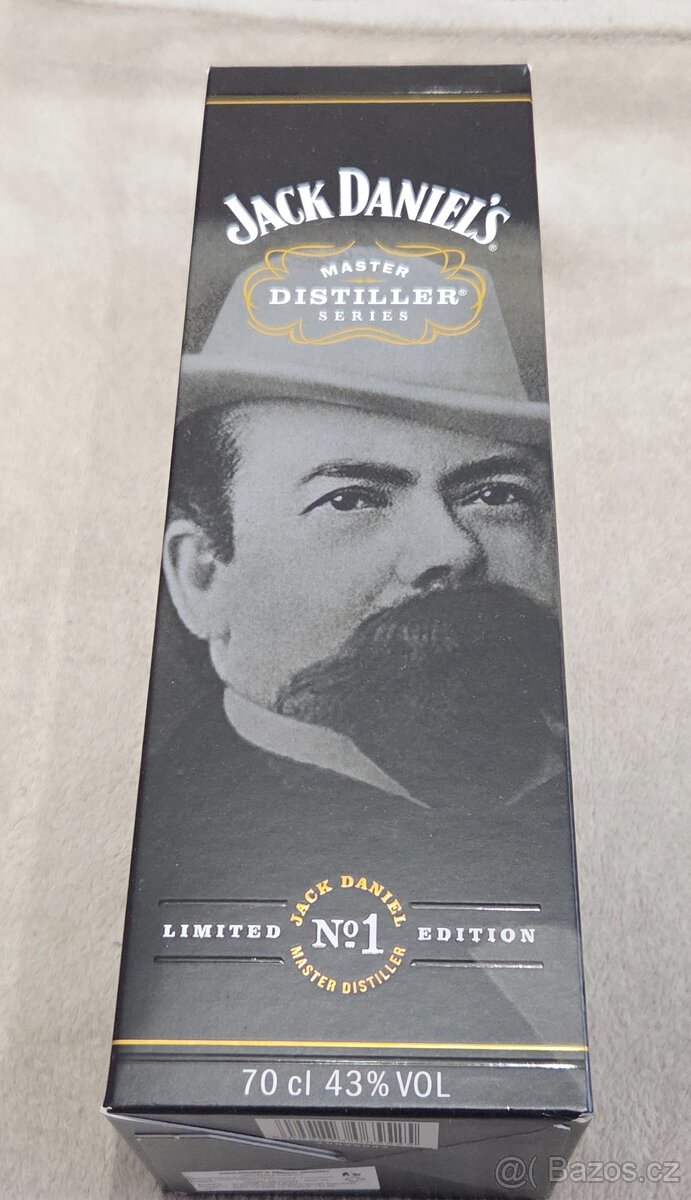 JACK DANIEL'S®
MASTER
DISTILLER®
SERIES
LIMITED
JACK DANIEL
Nº1
MASTER DISTILLER
EDITION
70 cl 43% VOL
@( Bazos.cz